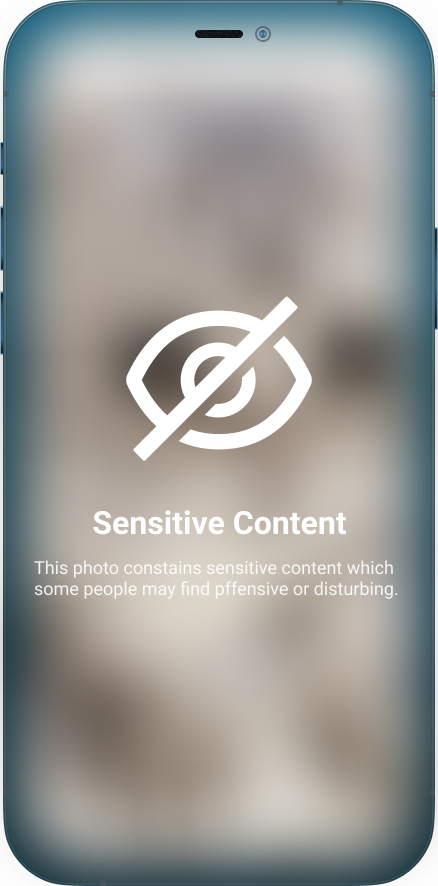 Sensitive Content
This photo constains sensitive content which
some people may find pffensive or disturbing.